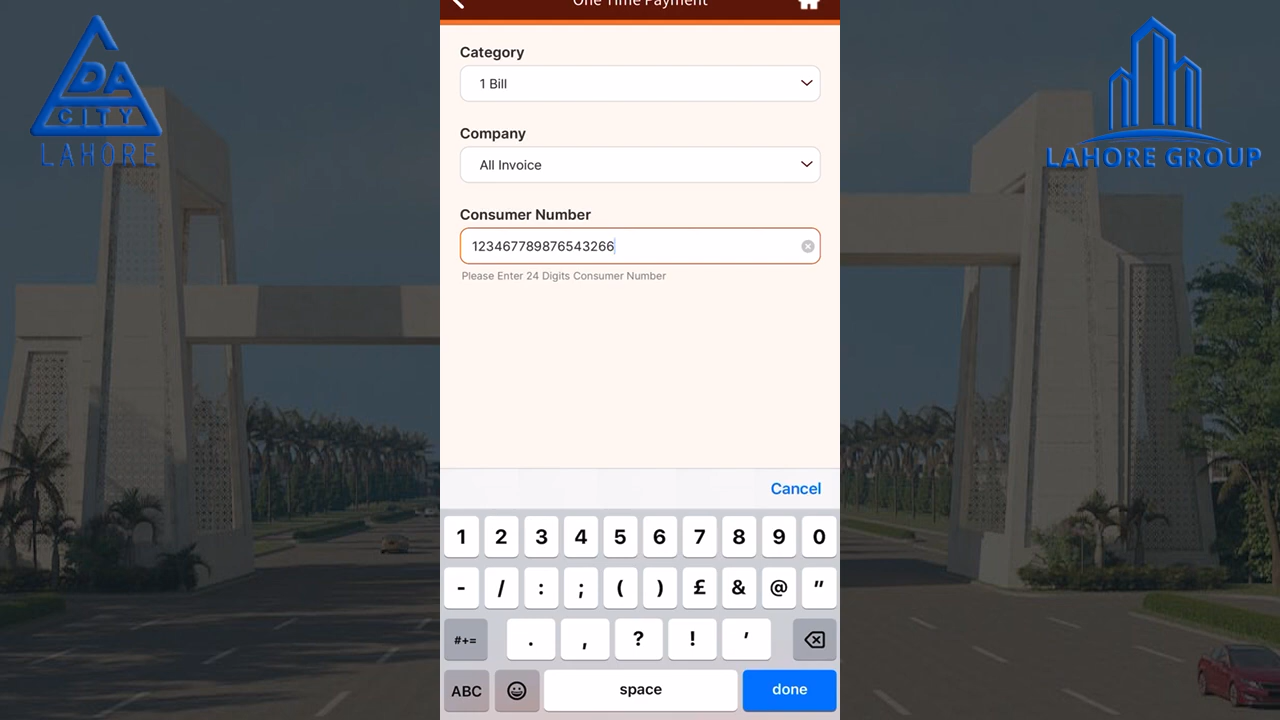 One Time Payment
LDA
CITY
LAHORE
LAHORE GROUP
Category
1 Bill
Company
All Invoice
Consumer Number
123467789876543266
Please Enter 24 Digits Consumer Number
Cancel
1 2 3 4 5 6 7 8 9 0
- / : ; ( ) £ & @ "
#+= . , ? ! '
ABC space done